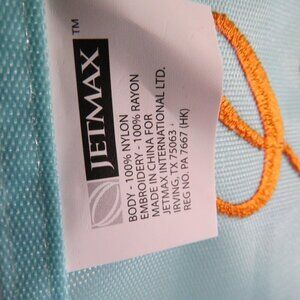 JETMAX™
BODY - 100% NYLON
EMBROIDERY - 100% RAYON
MADE IN CHINA FOR
JETMAX INTERNATIONAL LTD.
IRVING, TX 75063
REG NO. PA 7667 (HK)